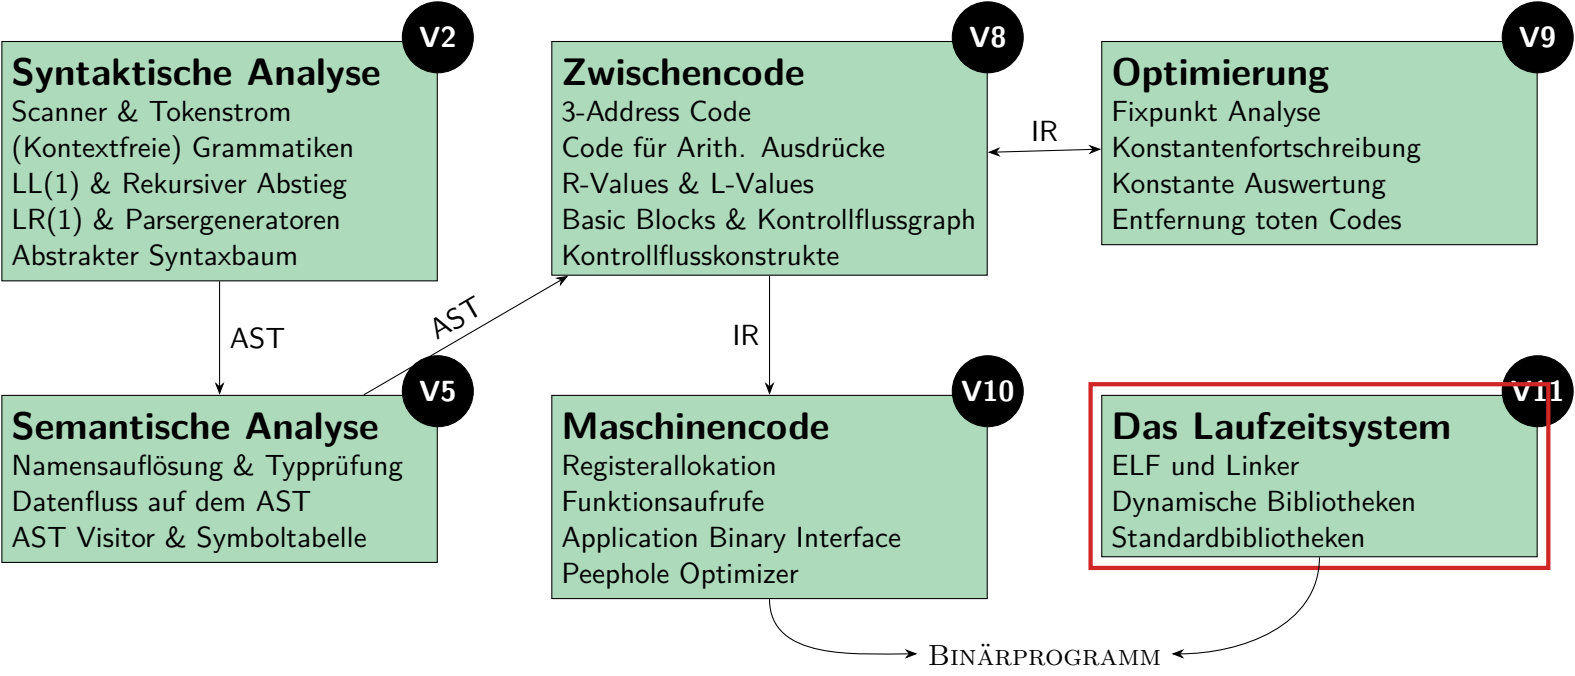 V2
Syntaktische Analyse
Scanner & Tokenstrom
(Kontextfreie) Grammatiken
LL(1) & Rekursiver Abstieg
LR(1) & Parsergeneratoren
Abstrakter Syntaxbaum
V8
Zwischencode
3-Address Code
Code für Arith. Ausdrücke
R-Values & L-Values
Basic Blocks & Kontrollflussgraph
Kontrollflusskonstrukte
IR
V9
Optimierung
Fixpunkt Analyse
Konstantenfortschreibung
Konstante Auswertung
Entfernung toten Codes
AST
AST
IR
V5
Semantische Analyse
Namensauflösung & Typprüfung
Datenfluss auf dem AST
AST Visitor & Symboltabelle
V10
Maschinencode
Registerallokation
Funktionsaufrufe
Application Binary Interface
Peephole Optimizer
V11
Das Laufzeitsystem
ELF und Linker
Dynamische Bibliotheken
Standardbibliotheken
BINÄRPROGRAMM